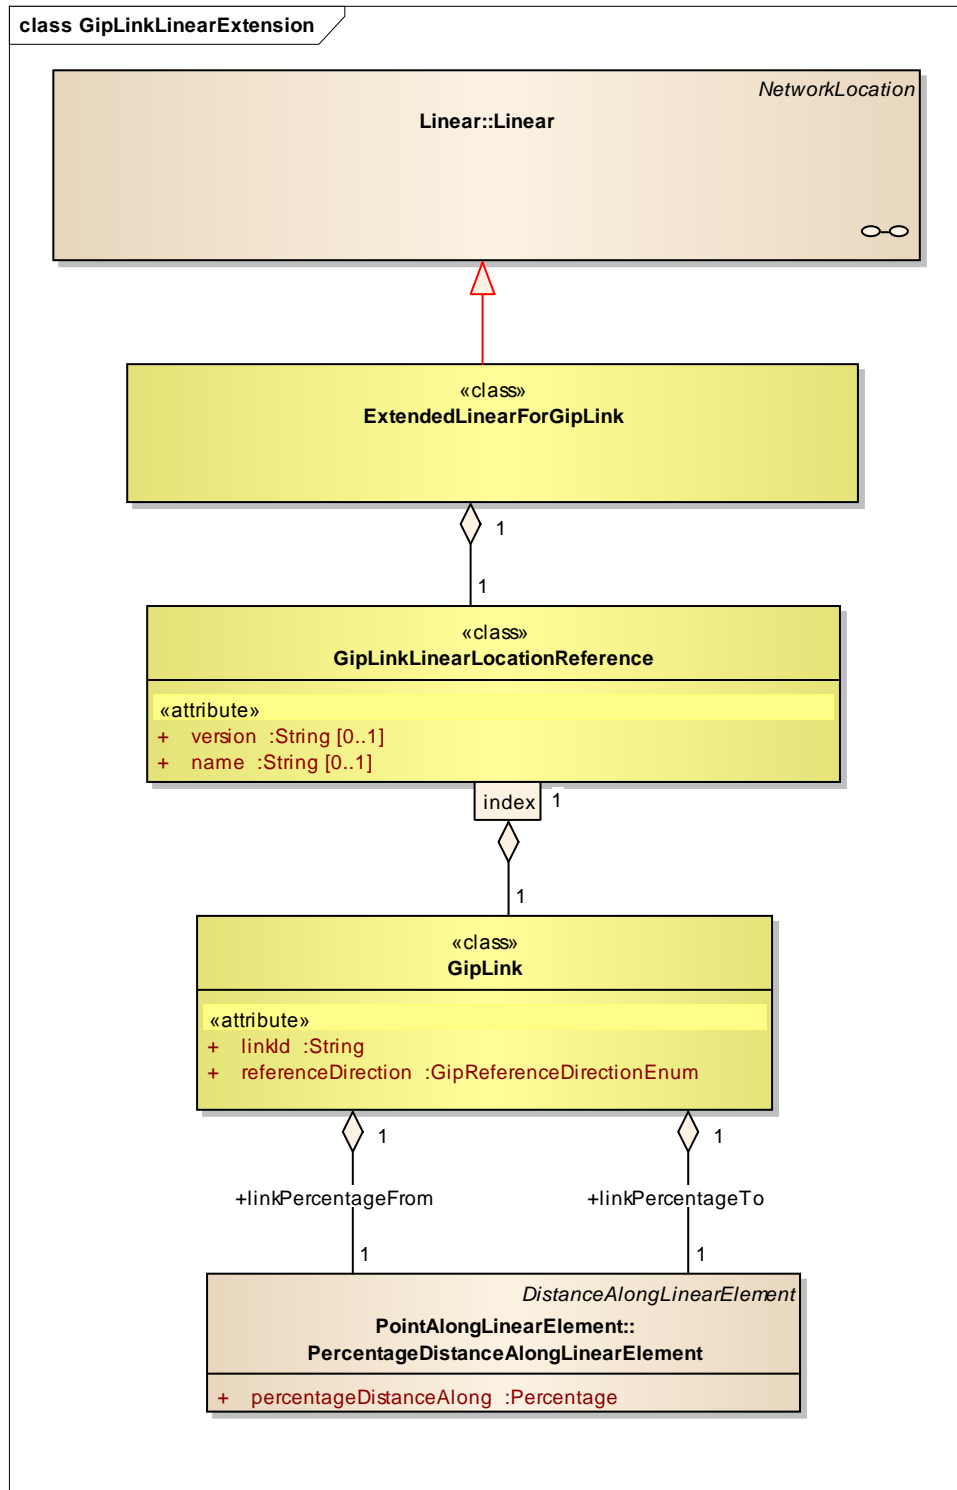 class GipLinkLinearExtension
NetworkLocation
Linear::Linear
«class»
ExtendedLinearForGipLink
1
1
«class»
GipLinkLinearLocationReference
«attribute»
+ version :String [0..1]
+ name :String [0..1]
index 1
1
«class»
GipLink
«attribute»
+ linkId :String
+ referenceDirection :GipReferenceDirectionEnum
1 1
+linkPercentageFrom +linkPercentageTo
1 1
DistanceAlongLinearElement
PointAlongLinearElement::
PercentageDistanceAlongLinearElement
+ percentageDistanceAlong :Percentage